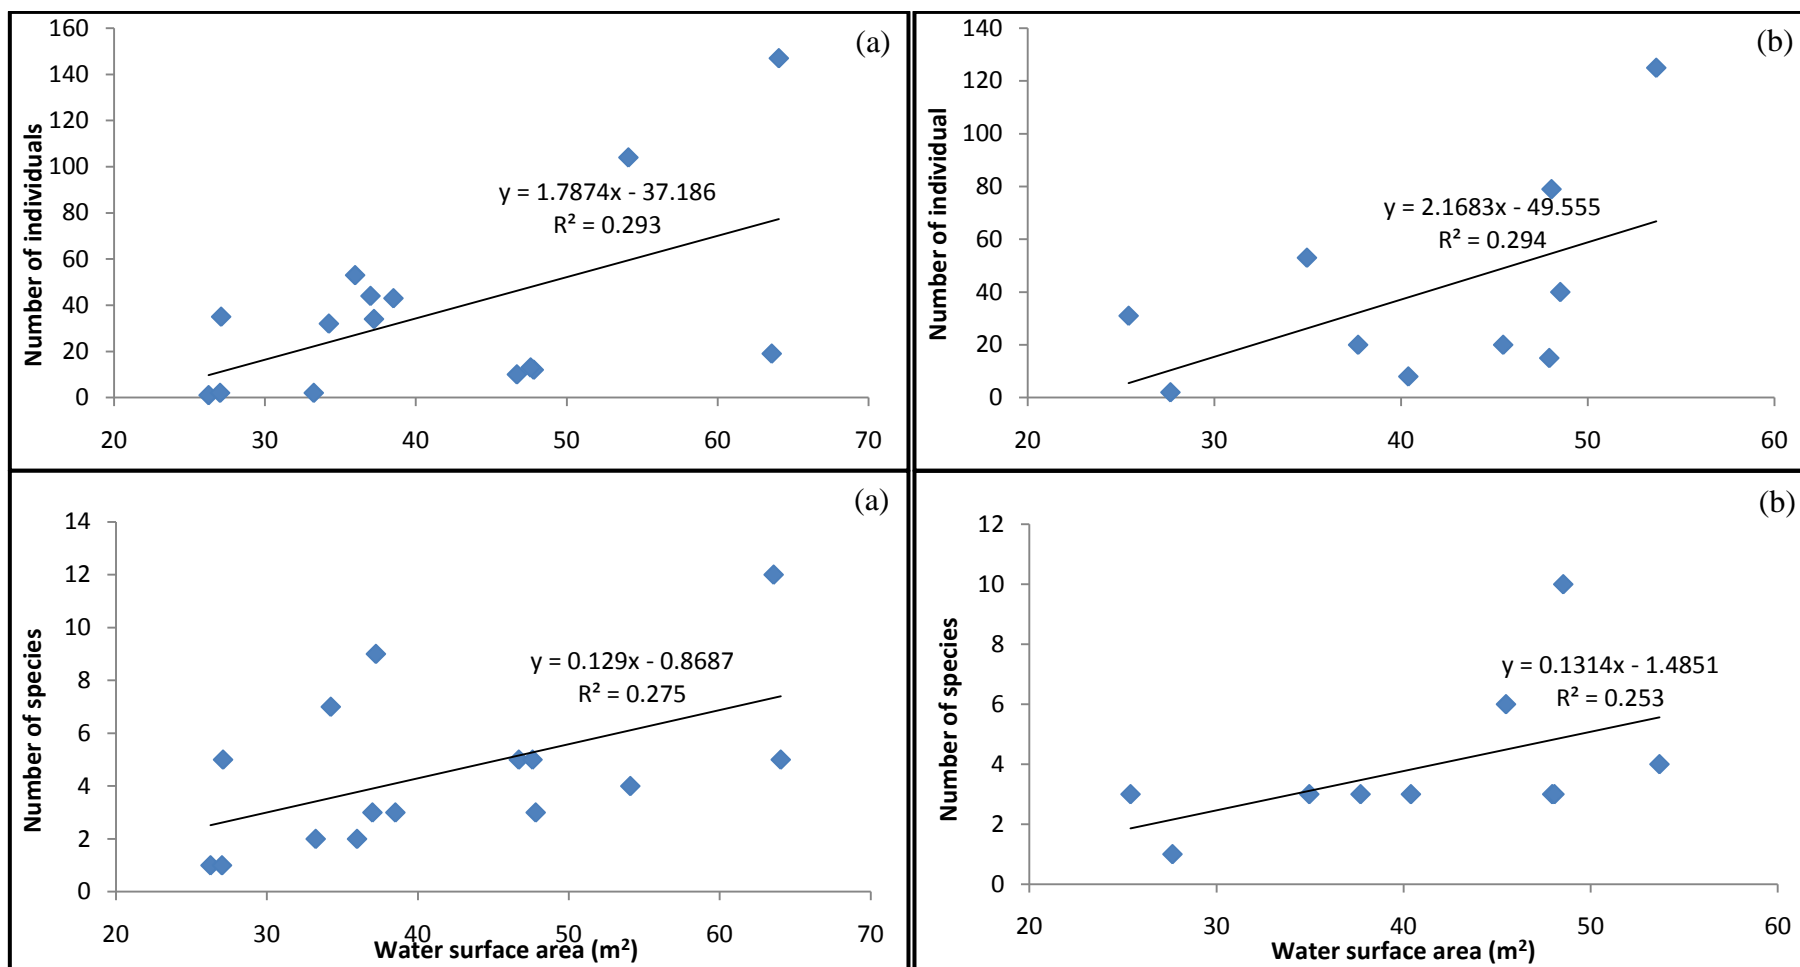 (a)
160
140
120
100
80
60
40
20
0
Number of individuals
y = 1.7874x - 37.186
R² = 0.293
20 30 40 50 60 70
(b)
140
120
100
80
60
40
20
0
Number of individual
y = 2.1683x - 49.555
R² = 0.294
20 30 40 50 60
(a)
14
12
10
8
6
4
2
0
Number of species
y = 0.129x - 0.8687
R² = 0.275
20 30 40 50 60 70
Water surface area (m²)
(b)
12
10
8
6
4
2
0
Number of species
y = 0.1314x - 1.4851
R² = 0.253
20 30 40 50 60
Water surface area (m²)